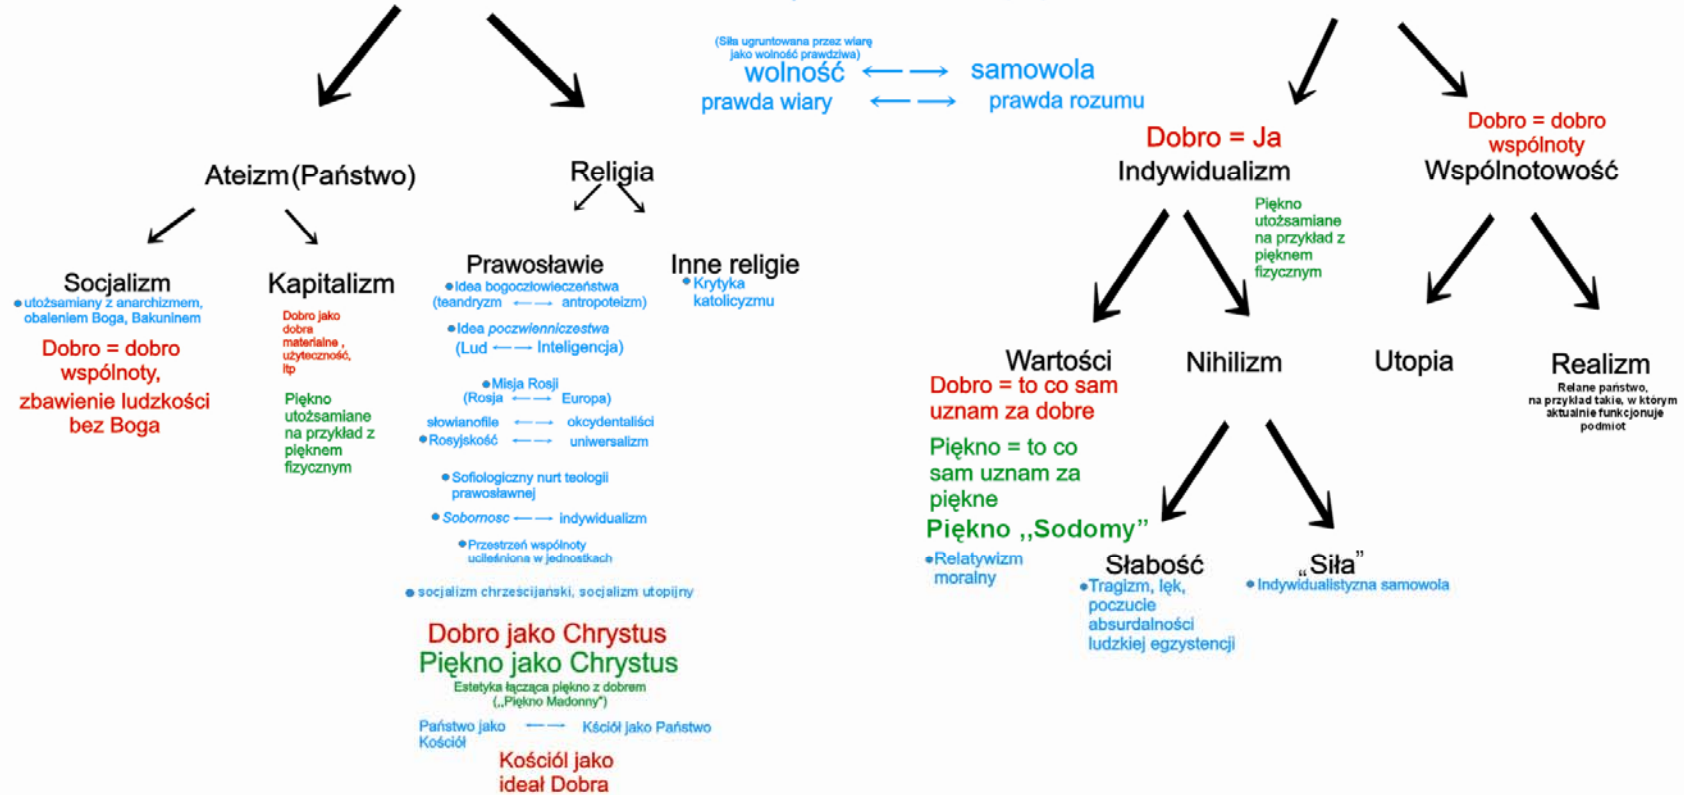 (Siła ugruntowana przez wiarę
jako wolność prawdziwa)
wolność samowola
prawda wiary prawda rozumu
Ateizm (Państwo)
Religia
Socjalizm
utożsamiany z anarchizmem,
obaleniem Boga, Bakuninem
Dobro = dobro
wspólnoty,
zbawienie ludzkości
bez Boga
Kapitalizm
Dobro jako
dobra
materialne ,
użyteczność,
itp
Piękno
utożsamiane
na przykład z
pięknem
fizycznym
Prawosławie
Idea bogoczłowieczeństwa
(teandryzm antropoteizm)
Idea poczwienniczestwa
(Lud Inteligencja)
Misja Rosji
(Rosja Europa)
słowianofile okcydentaliści
Rosyjskość uniwersalizm
Sofiologiczny nurt teologii
prawosławnej
Sobornosc indywidualizm
Przestrzeń wspólnoty
ucileśniona w jednostkach
socjalizm chrześcijański, socjalizm utopijny
Dobro jako Chrystus
Piękno jako Chrystus
Estetyka łącząca piękno z dobrem
(,,Piękno Madonny")
Państwo jako Kściół jako Państwo
Kościół
Kościól jako
ideał Dobra
Inne religie
Krytyka
katolicyzmu
Dobro = Ja
Indywidualizm
Piękno
utożsamiane
na przykład z
pięknem
fizycznym
Dobro = dobro
wspólnoty
Wspólnotowość
Wartości
Dobro = to co sam
uznam za dobre
Piękno = to co
sam uznam za
piękne
Piękno ,,Sodomy”
Relatywizm
moralny
Nihilizm
Słabość
Tragizm, lęk,
poczucie
absurdalności
ludzkiej egzystencji
„Siła”
Indywidualistyzna samowola
Utopia
Realizm
Relane państwo,
na przykład takie, w którym
aktualnie funkcjonuje
podmiot